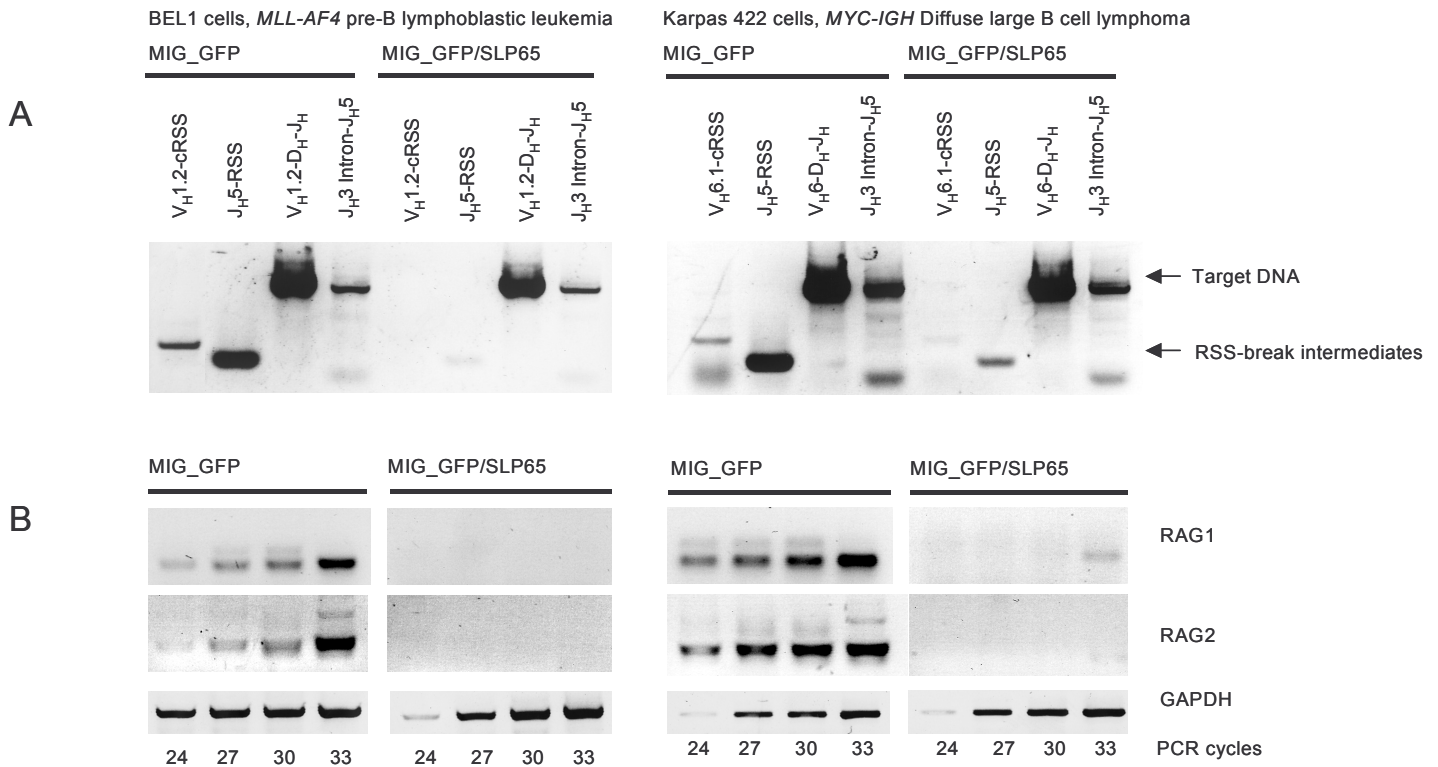 BEL1 cells, MLL-AF4 pre-B lymphoblastic leukemia
Karpas 422 cells, MYC-IGH Diffuse large B cell lymphoma
MIG_GFP
MIG_GFP/SLP65
MIG_GFP
MIG_GFP/SLP65
A
VH1.2-cRSS
JH5-RSS
VH1.2-DH-JH
JH3 Intron-JH5
VH1.2-cRSS
JH5-RSS
VH1.2-DH-JH
JH3 Intron-JH5
VH6.1-cRSS
JH5-RSS
VH6-DH-JH
JH3 Intron-JH5
VH6.1-cRSS
JH5-RSS
VH6-DH-JH
JH3 Intron-JH5
Target DNA
RSS-break intermediates
MIG_GFP
MIG_GFP/SLP65
MIG_GFP
MIG_GFP/SLP65
B
RAG1
RAG2
GAPDH
24 27 30 33 24 27 30 33 24 27 30 33 24 27 30 33 PCR cycles